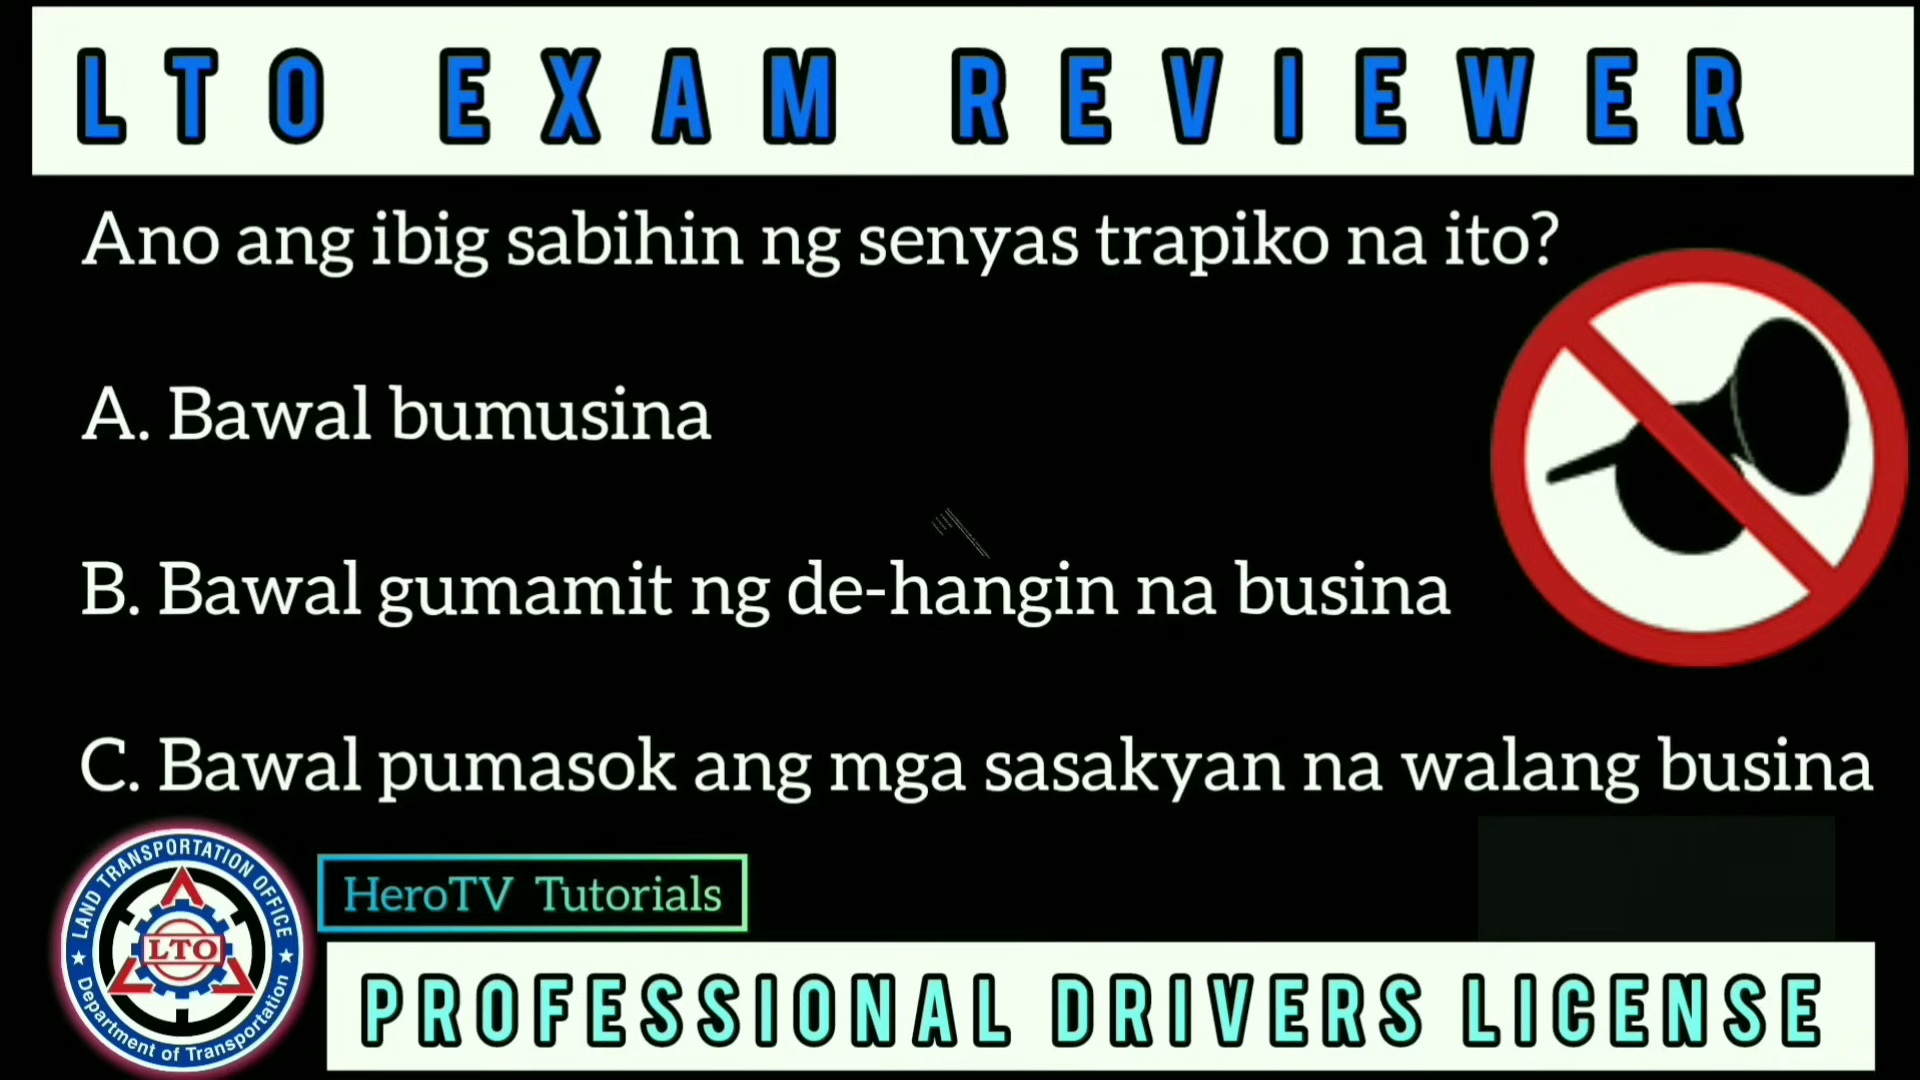 LTO EXAM REVIEWER
Ano ang ibig sabihin ng senyas trapiko na ito?
A. Bawal bumusina
B. Bawal gumamit ng de-hangin na busina
C. Bawal pumasok ang mga sasakyan na walang busina
LAND TRANSPORTATION OFFICE
LTO
Department of Transportation
HeroTV Tutorials
PROFESSIONAL DRIVERS LICENSE